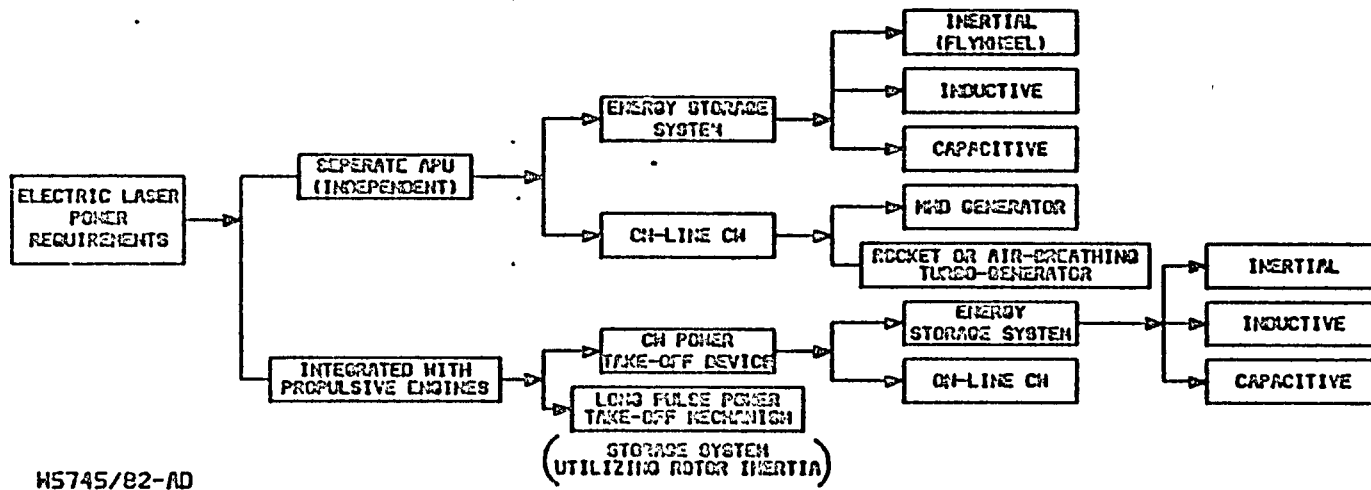 ELECTRIC LASER
POWER
REQUIREMENTS
SEPERATE APU
(INDEPENDENT)
INTEGRATED WITH
PROPULSIVE ENGINES
ENERGY STORAGE
SYSTEM
ON-LINE CW
CW POWER
TAKE-OFF DEVICE
LONG PULSE POWER
TAKE-OFF MECHANISM
(STORAGE SYSTEM
UTILIZING ROTOR INERTIA)
INERTIAL
(FLYWHEEL)
INDUCTIVE
CAPACITIVE
MHD GENERATOR
ROCKET OR AIR-BREATHING
TURBO-GENERATOR
ENERGY
STORAGE SYSTEM
ON-LINE CW
INERTIAL
INDUCTIVE
CAPACITIVE
H5745/82-AD